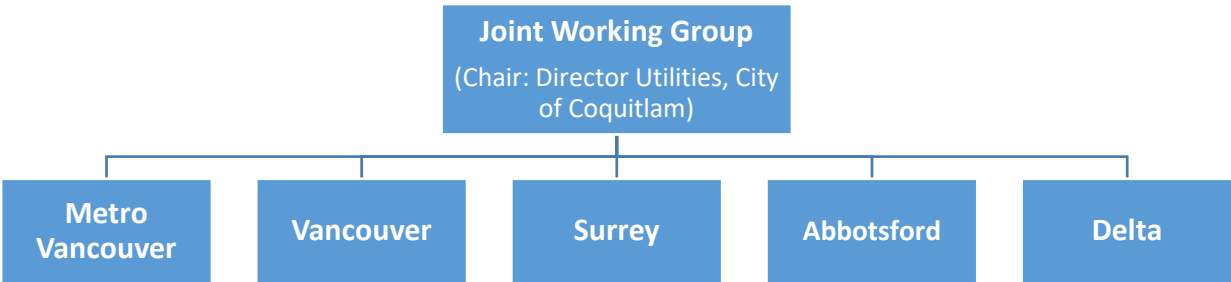 Joint Working Group
(Chair: Director Utilities, City
of Coquitlam)
Metro
Vancouver
Vancouver
Surrey
Abbotsford
Delta